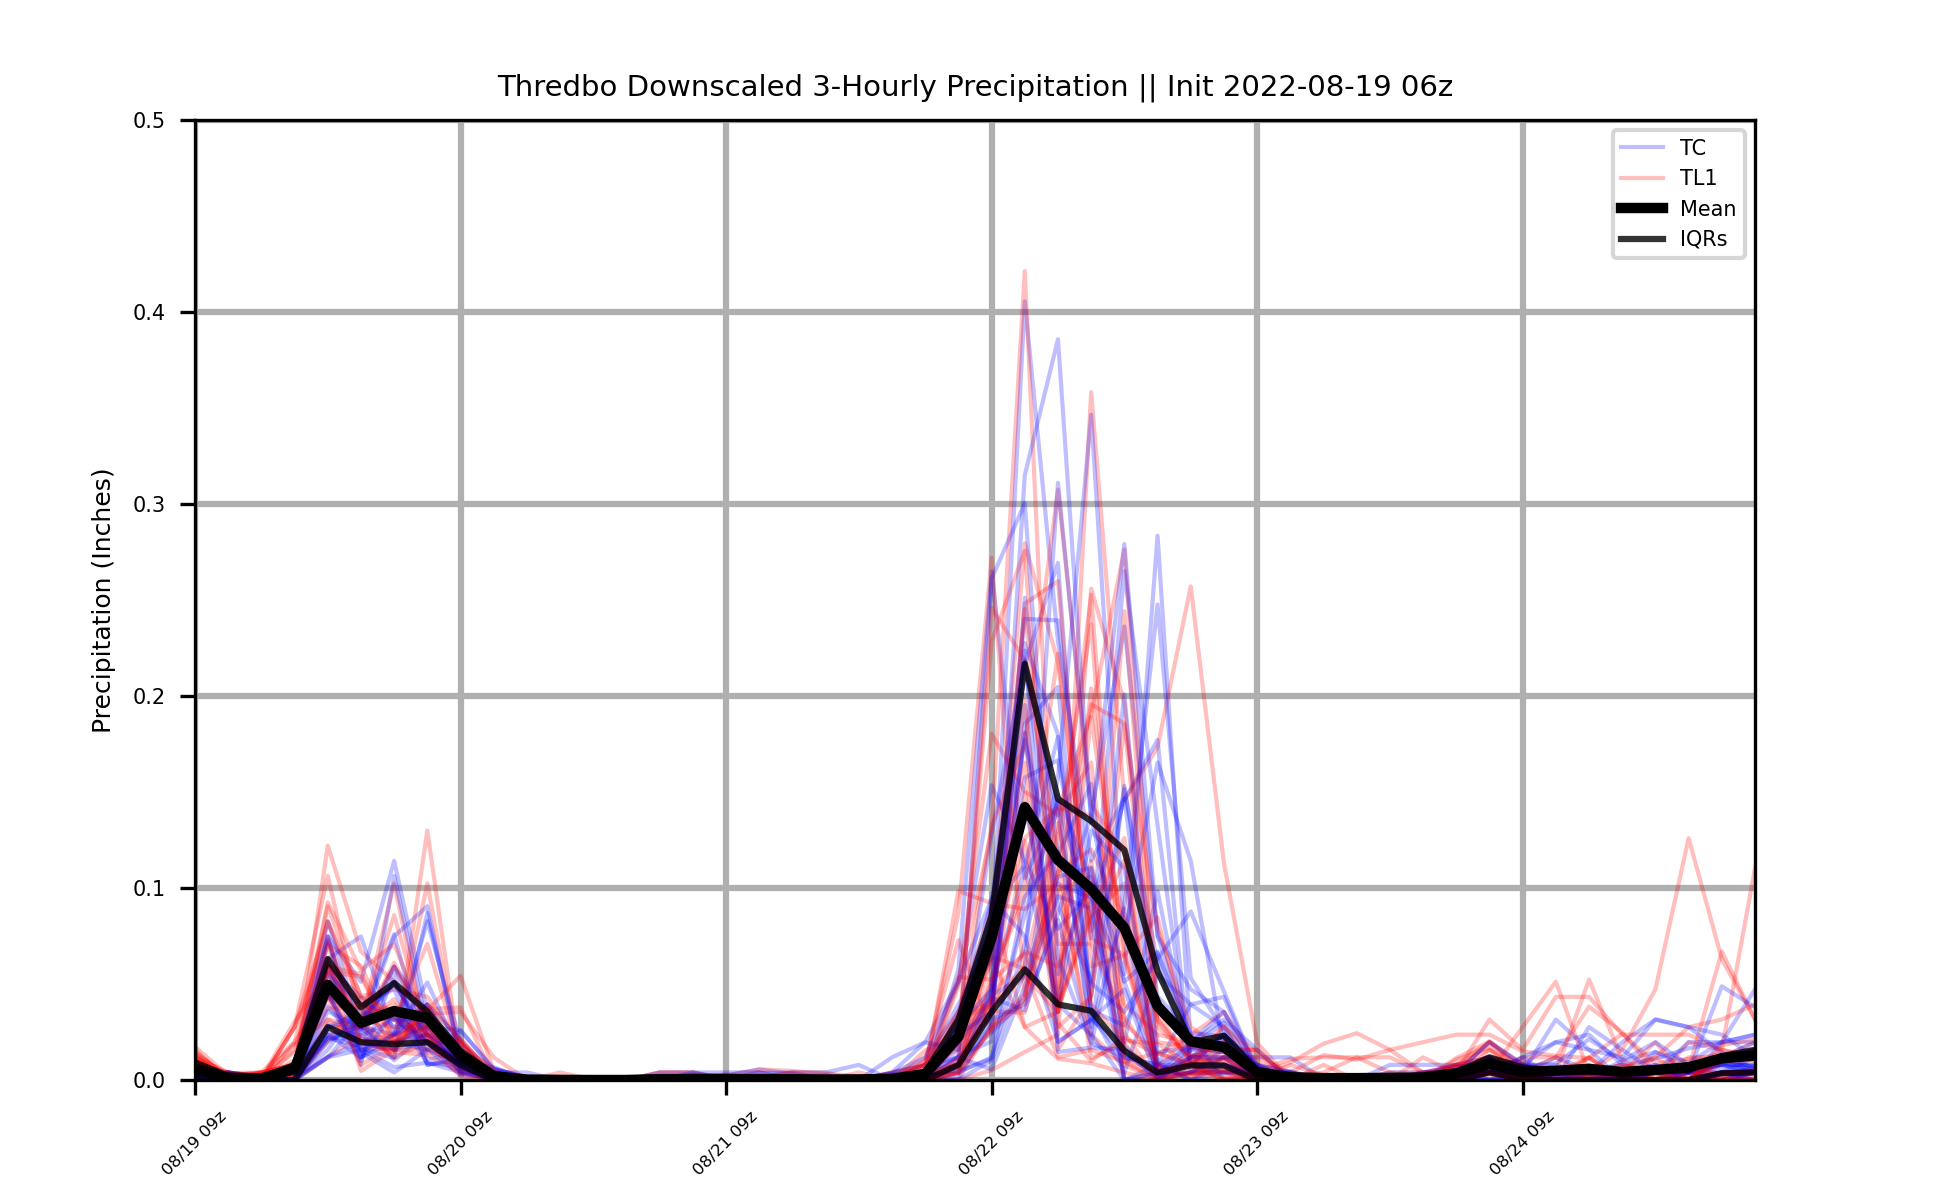 Thredbo Downscaled 3-Hourly Precipitation || Init 2022-08-19 06z
Precipitation (Inches)
0.5
0.4
0.3
0.2
0.1
0.0
TC
TL1
Mean
IQRs
08/19 09z
08/20 09z
08/21 09z
08/22 09z
08/23 09z
08/24 09z